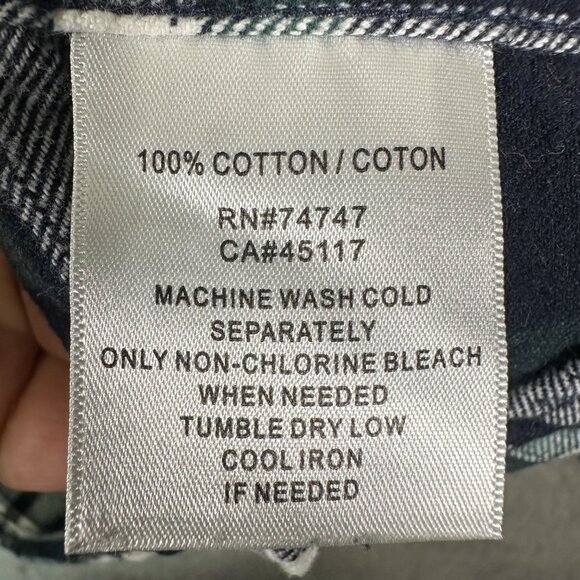 100% COTTON / COTON
RN#74747
CA#45117
MACHINE WASH COLD
SEPARATELY
ONLY NON-CHLORINE BLEACH
WHEN NEEDED
TUMBLE DRY LOW
COOL IRON
IF NEEDED